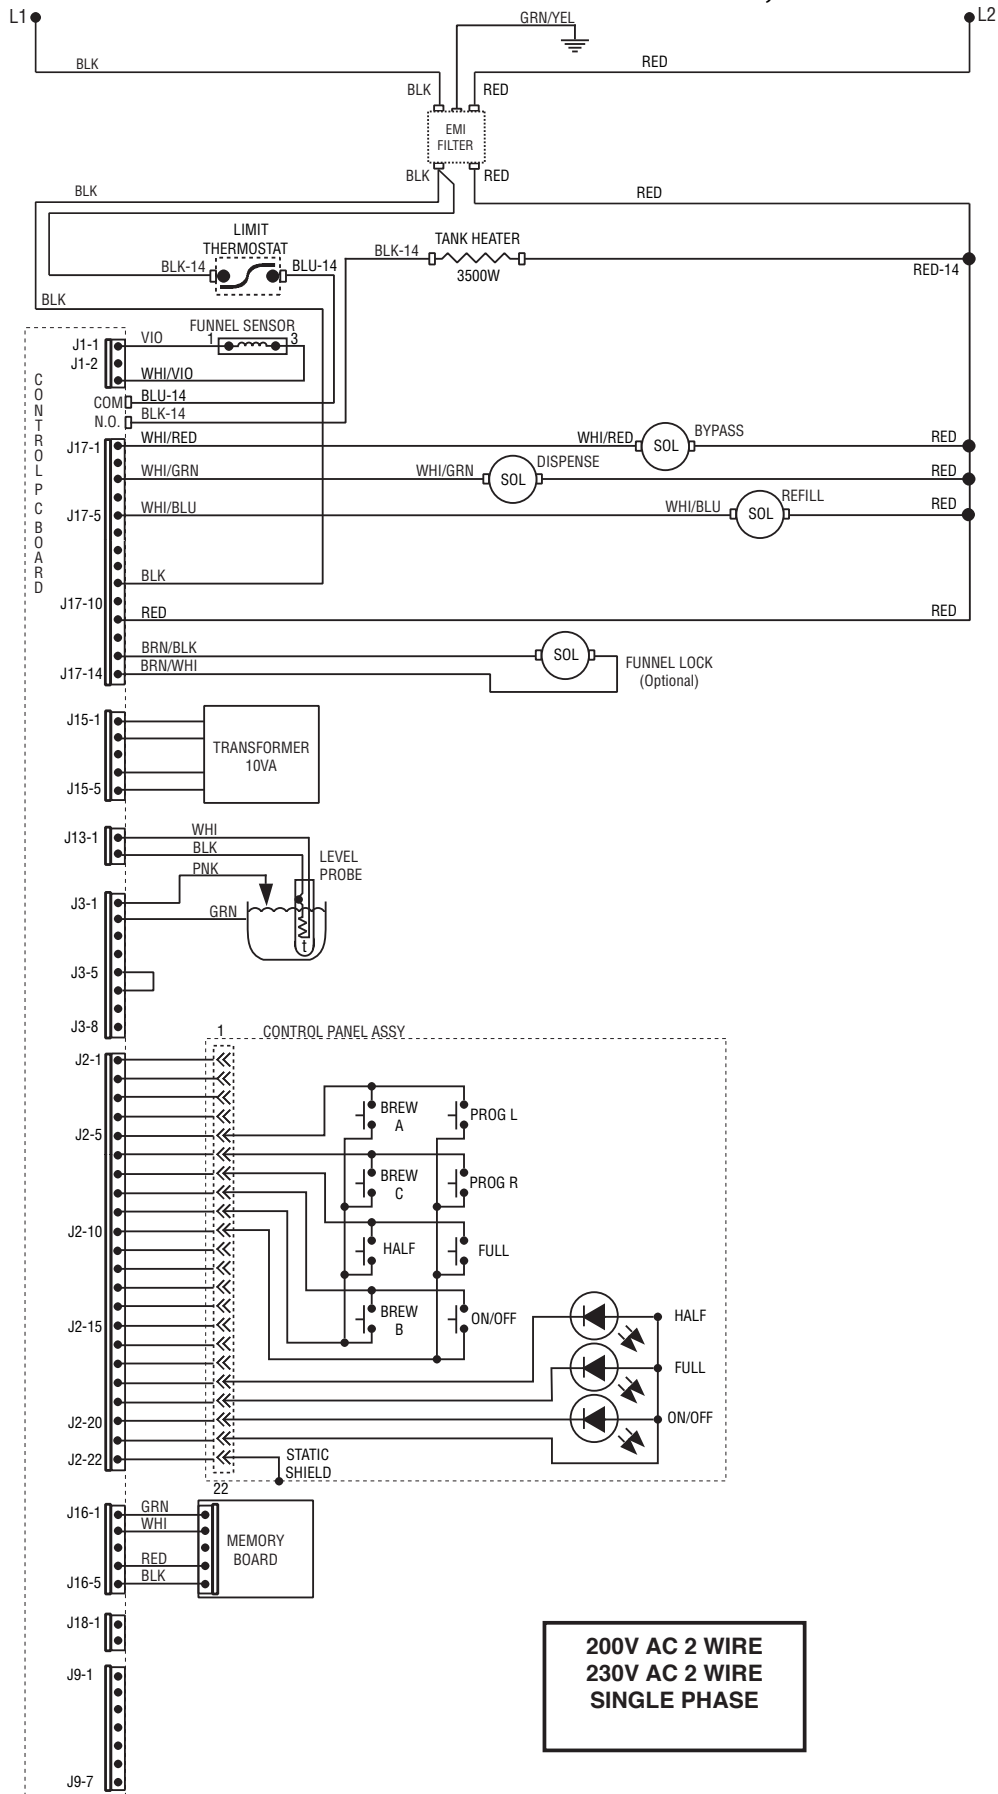 L1
GRN/YEL
L2
BLK
RED
BLK
RED
EMI
FILTER
BLK
RED
BLK
RED
LIMIT
THERMOSTAT
TANK HEATER
BLK-14
3500W
BLK-14
BLU-14
RED-14
BLK
FUNNEL SENSOR
J1-1
VIO
1
3
J1-2
WHI/VIO
CONTROL PC BOARD
COM
BLU-14
N.O.
BLK-14
J17-1
WHI/RED
WHI/RED
SOL
BYPASS
RED
WHI/GRN
WHI/GRN
SOL
DISPENSE
RED
J17-5
WHI/BLU
WHI/BLU
SOL
REFILL
RED
BLK
J17-10
RED
RED
BRN/BLK
SOL
FUNNEL LOCK
(Optional)
J17-14
BRN/WHI
J15-1
TRANSFORMER
10VA
J15-5
J13-1
WHI
BLK
LEVEL
PROBE
PNK
J3-1
GRN
t
J3-5
J3-8
1
CONTROL PANEL ASSY
J2-1
BREW
A
PROG L
J2-5
BREW
C
PROG R
J2-10
HALF
FULL
BREW
B
ON/OFF
J2-15
HALF
FULL
J2-20
ON/OFF
J2-22
STATIC
SHIELD
22
J16-1
GRN
WHI
MEMORY
BOARD
RED
J16-5
BLK
J18-1
J9-1
J9-7
200V AC 2 WIRE
230V AC 2 WIRE
SINGLE PHASE